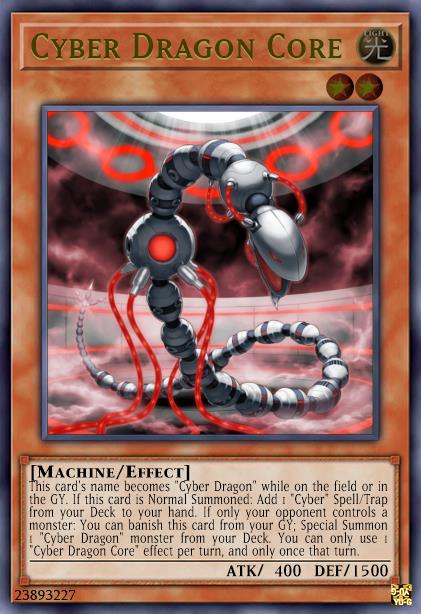 CYBER DRAGON CORE
LIGHT
光
[MACHINE/EFFECT]
This card's name becomes "Cyber Dragon" while on the field or in
the GY. If this card is Normal Summoned: Add 1 "Cyber" Spell/Trap
from your Deck to your hand. If only your opponent controls a
monster: You can banish this card from your GY; Special Summon
1 "Cyber Dragon" monster from your Deck. You can only use 1
"Cyber Dragon Core" effect per turn, and only once that turn.
ATK/ 400 DEF/1500
23893227